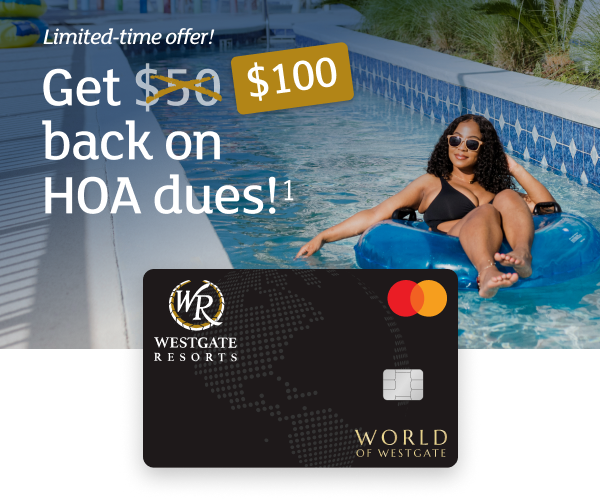 Limited-time offer!
Get $50 $100
back on
HOA dues!1
WR
WESTGATE
RESORTS
WORLD
OF WESTGATE